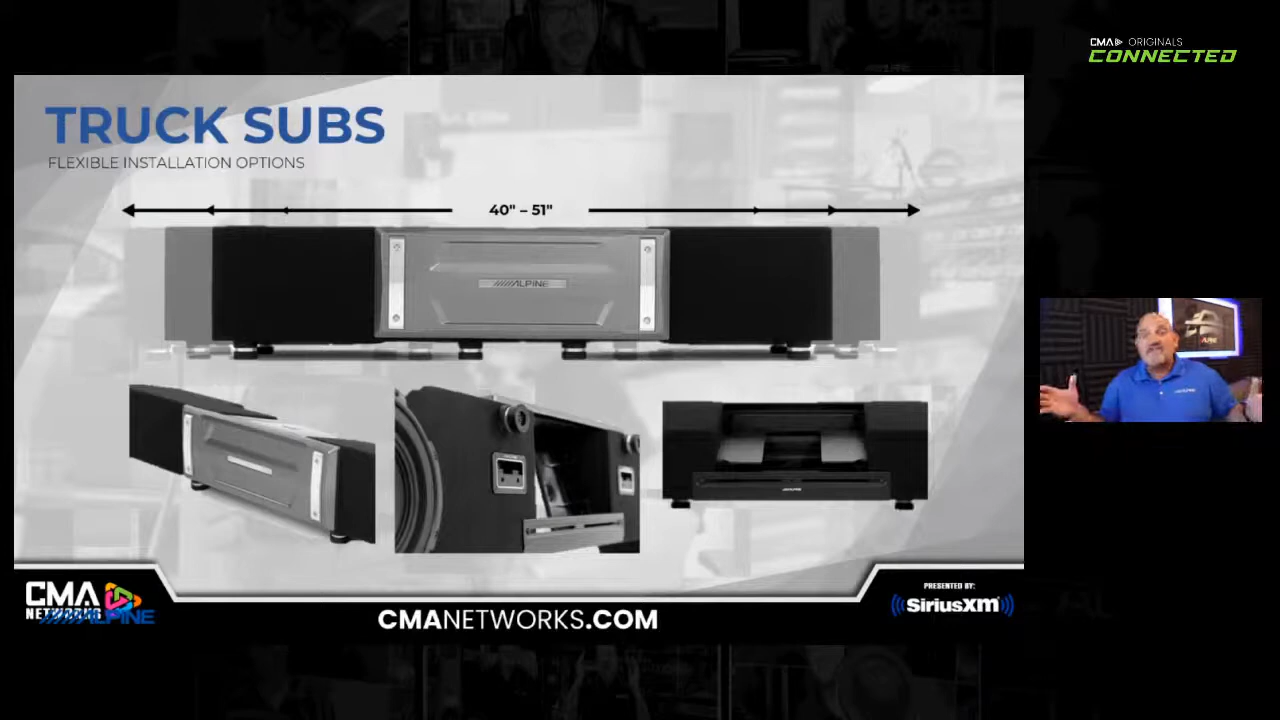 CMA ORIGINALS
CONNECTED
TRUCK SUBS
FLEXIBLE INSTALLATION OPTIONS
40" – 51"
ALPINE
CMA
NETWORKS
ALPINE
CMANETWORKS.COM
PRESENTED BY:
SiriusXM